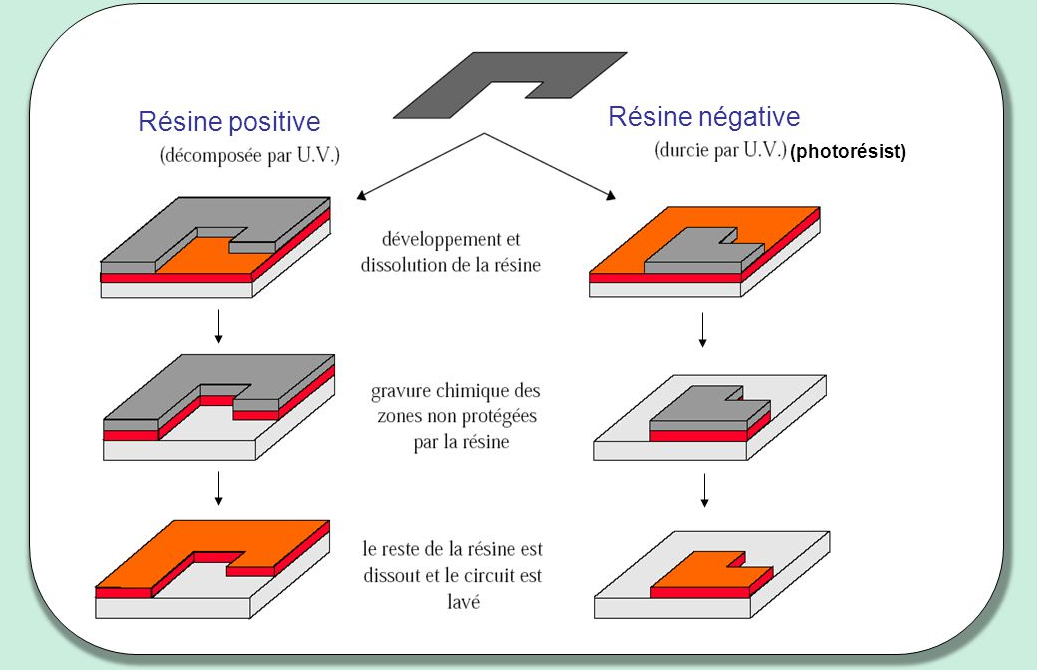 Résine positive
(décomposée par U.V.)
Résine négative
(durcie par U.V.) (photorésist)
développement et
dissolution de la résine
gravure chimique des
zones non protégées
par la résine
le reste de la résine est
dissout et le circuit est
lavé